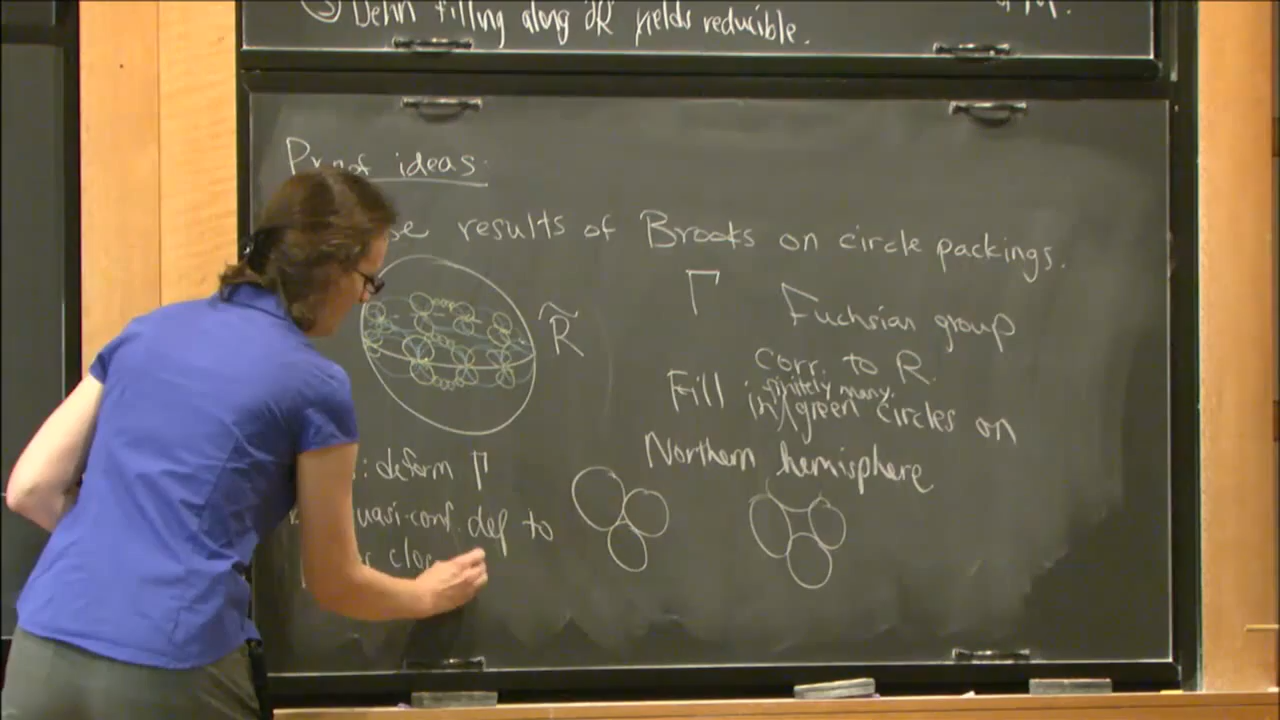 ③ Dehn filling along ∂R yields reducible.
Proof ideas:
results of Brooks on circle packings.
R̃
Γ Fuchsian group
corr. to R.
Fill infinitely many green circles on
Northern hemisphere
: deform Γ
quasi-conf. def to